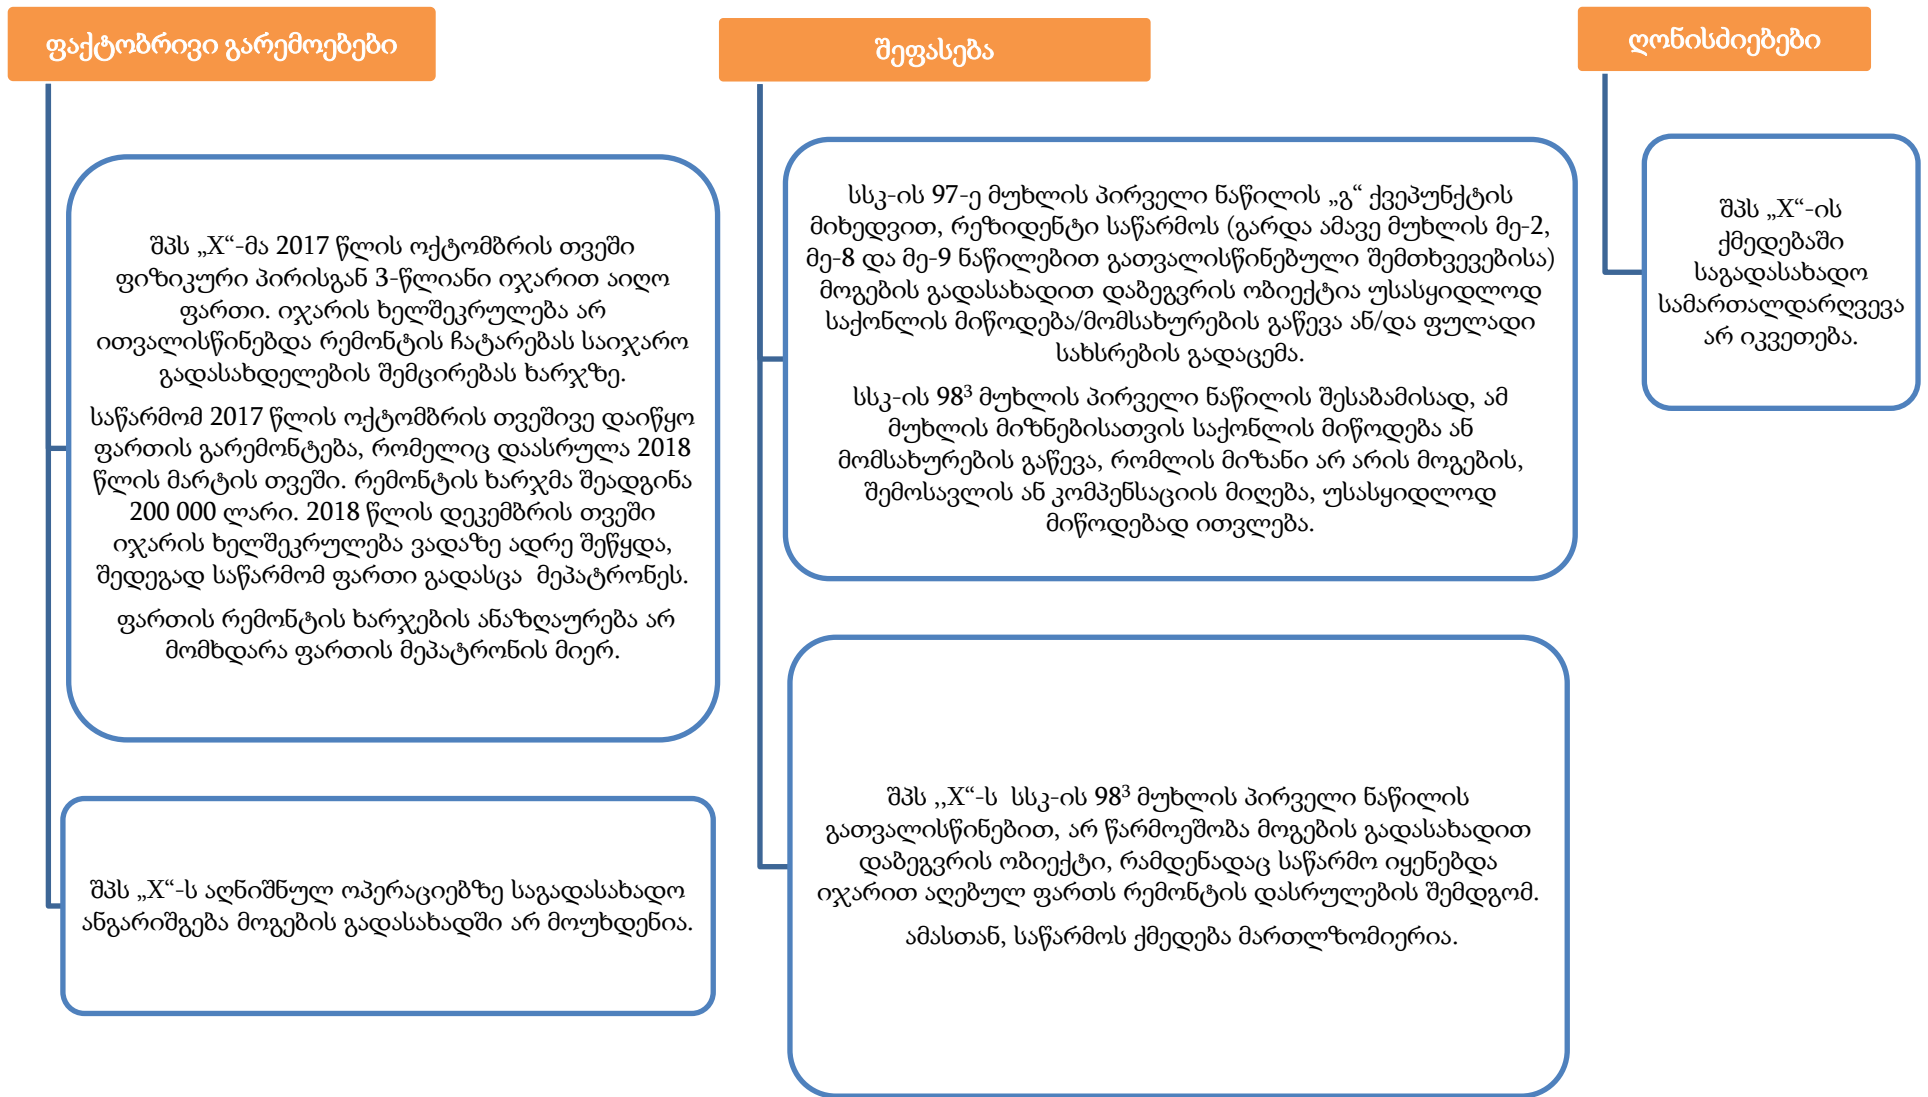 ფაქტობრივი გარემოებები
შპს „X“-მა 2017 წლის ოქტომბრის თვეში
ფიზიკური პირისგან 3-წლიანი იჯარით აიღო
ფართი. იჯარის ხელშეკრულება არ
ითვალისწინებდა რემონტის ჩატარებას საიჯარო
გადასახდელების შემცირებას ხარჯზე.
საწარმომ 2017 წლის ოქტომბრის თვეშივე დაიწყო
ფართის გარემონტება, რომელიც დაასრულა 2018
წლის მარტის თვეში. რემონტის ხარჯმა შეადგინა
200 000 ლარი. 2018 წლის დეკემბრის თვეში
იჯარის ხელშეკრულება ვადაზე ადრე შეწყდა,
შედეგად საწარმომ ფართი გადასცა მეპატრონეს.
ფართის რემონტის ხარჯების ანაზღაურება არ
მომხდარა ფართის მეპატრონის მიერ.
შპს „X“-ს აღნიშნულ ოპერაციებზე საგადასახადო
ანგარიშგება მოგების გადასახადში არ მოუხდენია.
შეფასება
სსკ-ის 97-ე მუხლის პირველი ნაწილის „გ“ ქვეპუნქტის
მიხედვით, რეზიდენტი საწარმოს (გარდა ამავე მუხლის მე-2,
მე-8 და მე-9 ნაწილებით გათვალისწინებული შემთხვევებისა)
მოგების გადასახადით დაბეგვრის ობიექტია უსასყიდლოდ
საქონლის მიწოდება/მომსახურების გაწევა ან/და ფულადი
სახსრების გადაცემა.
სსკ-ის 98³ მუხლის პირველი ნაწილის შესაბამისად, ამ
მუხლის მიზნებისათვის საქონლის მიწოდება ან
მომსახურების გაწევა, რომლის მიზანი არ არის მოგების,
შემოსავლის ან კომპენსაციის მიღება, უსასყიდლოდ
მიწოდებად ითვლება.
შპს ,,X“-ს სსკ-ის 98³ მუხლის პირველი ნაწილის
გათვალისწინებით, არ წარმოეშობა მოგების გადასახადით
დაბეგვრის ობიექტი, რამდენადაც საწარმო იყენებდა
იჯარით აღებულ ფართს რემონტის დასრულების შემდგომ.
ამასთან, საწარმოს ქმედება მართლზომიერია.
ღონისძიებები
შპს „X“-ის
ქმედებაში
საგადასახადო
სამართალდარღვევა
არ იკვეთება.